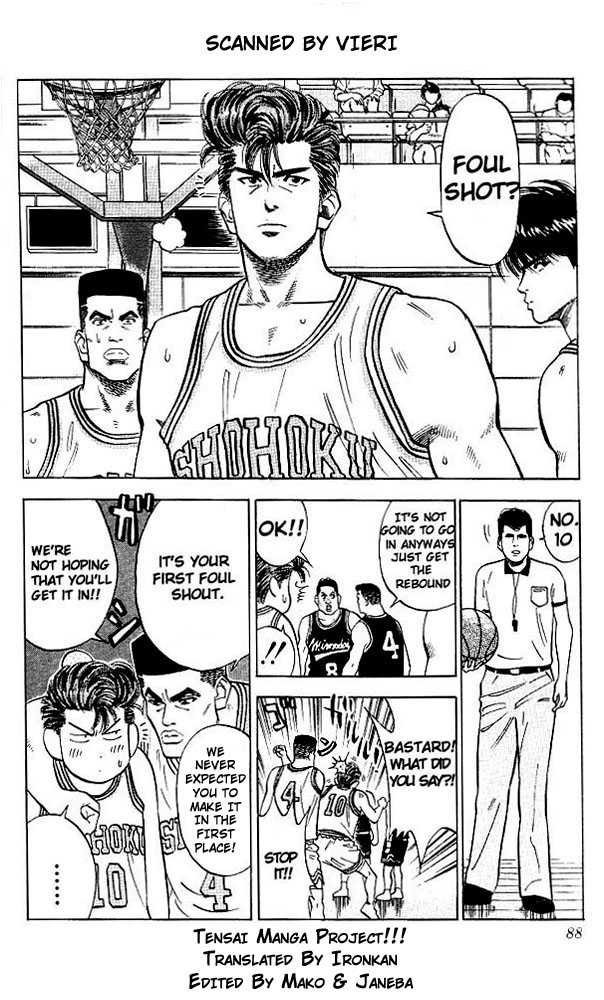 SCANNED BY VIERI
FOUL
SHOT?
SHOHOKU
NO.
10
IT'S NOT
GOING TO GO
IN ANYWAYS
JUST GET
THE
REBOUND
OK!!
!!
8
4
BASTARD!
WHAT DID
YOU SAY?!
4
10
STOP
IT!!
ガ
ン
IT'S YOUR
FIRST FOUL
SHOUT.
WE'RE
NOT HOPING
THAT YOU'LL
GET IT IN!!
WE
NEVER
EXPECTED
YOU TO
MAKE IT
IN THE
FIRST
PLACE!
......
10
4
88
TENSAI MANGA PROJECT!!!
TRANSLATED BY IRONKAN
EDITED BY MAKO & JANEBA